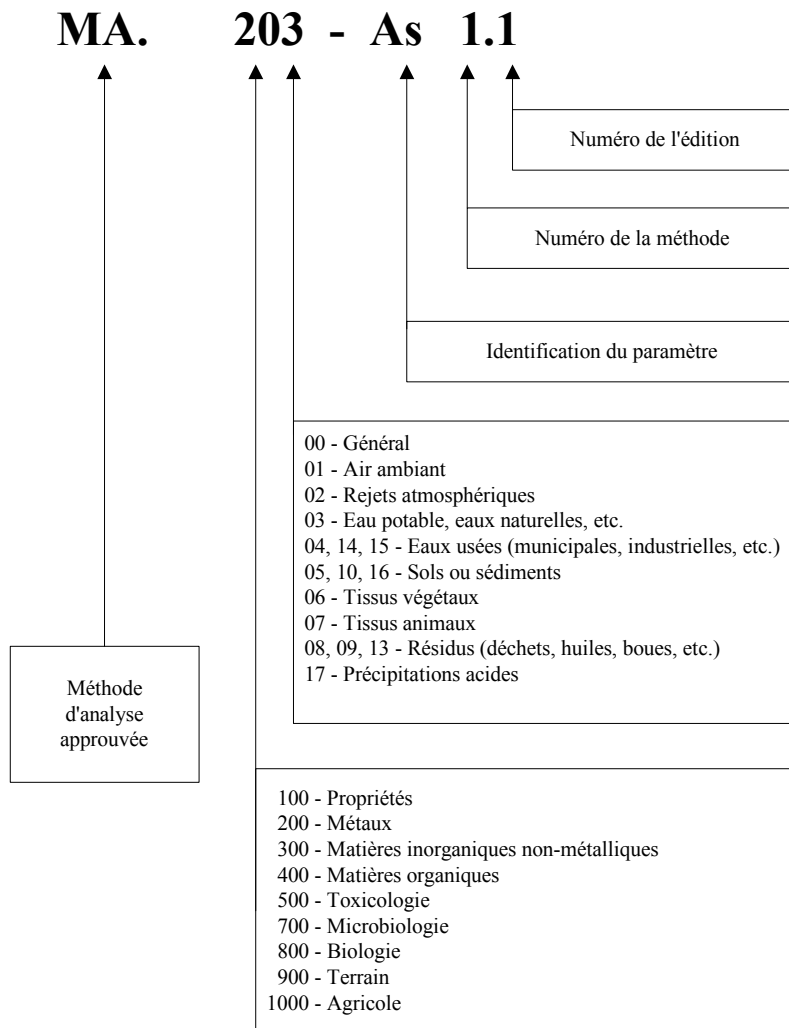 MA. 203 - As 1.1
Numéro de l'édition
Numéro de la méthode
Identification du paramètre
00 - Général
01 - Air ambiant
02 - Rejets atmosphériques
03 - Eau potable, eaux naturelles, etc.
04, 14, 15 - Eaux usées (municipales, industrielles, etc.)
05, 10, 16 - Sols ou sédiments
06 - Tissus végétaux
07 - Tissus animaux
08, 09, 13 - Résidus (déchets, huiles, boues, etc.)
17 - Précipitations acides
Méthode
d'analyse
approuvée
100 - Propriétés
200 - Métaux
300 - Matières inorganiques non-métalliques
400 - Matières organiques
500 - Toxicologie
700 - Microbiologie
800 - Biologie
900 - Terrain
1000 - Agricole